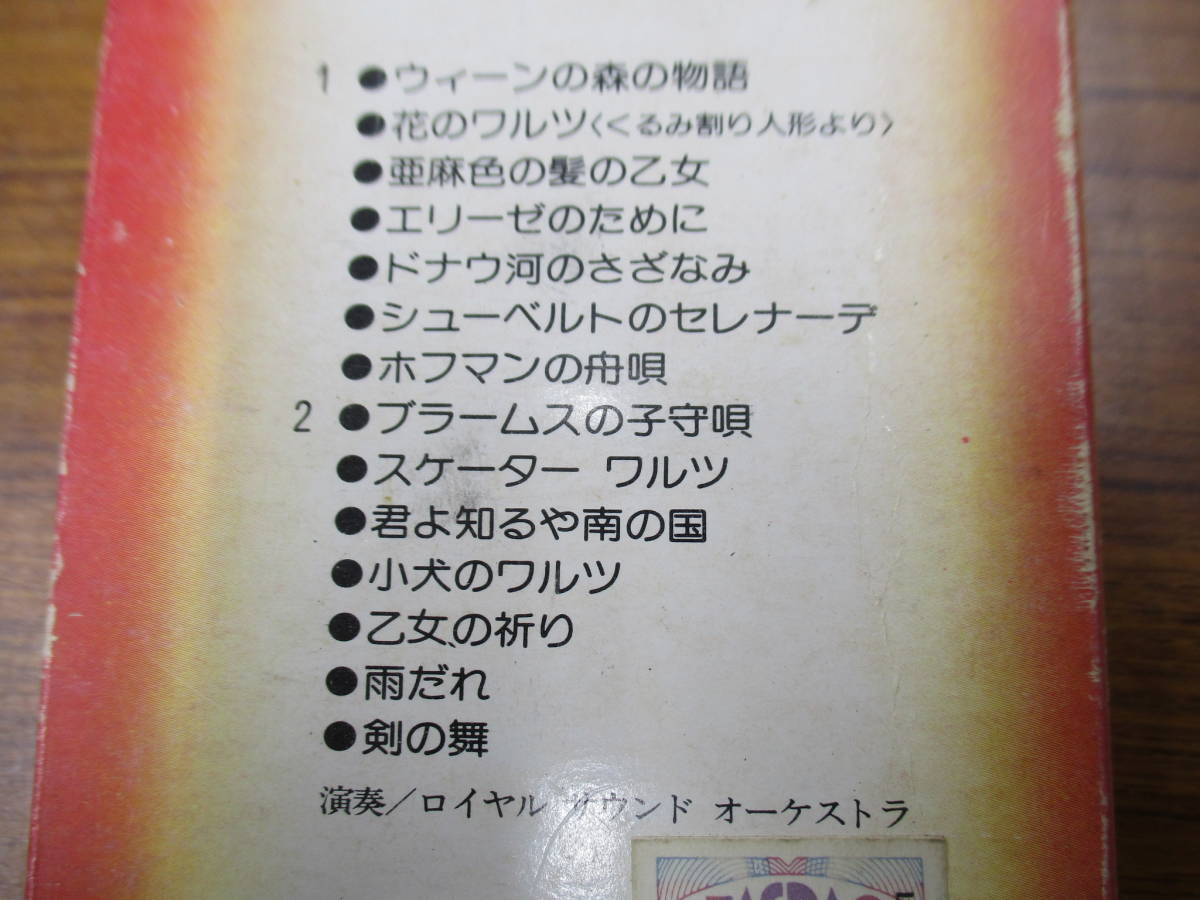 1 ●ウィーンの森の物語
●花のワルツ〈くるみ割り人形より〉
●亜麻色の髪の乙女
●エリーゼのために
●ドナウ河のさざなみ
●シューベルトのセレナーデ
●ホフマンの舟唄
2 ●ブラームスの子守唄
●スケーター ワルツ
●君よ知るや南の国
●小犬のワルツ
●乙女の祈り
●雨だれ
●剣の舞
演奏/ロイヤル サウンド オーケストラ